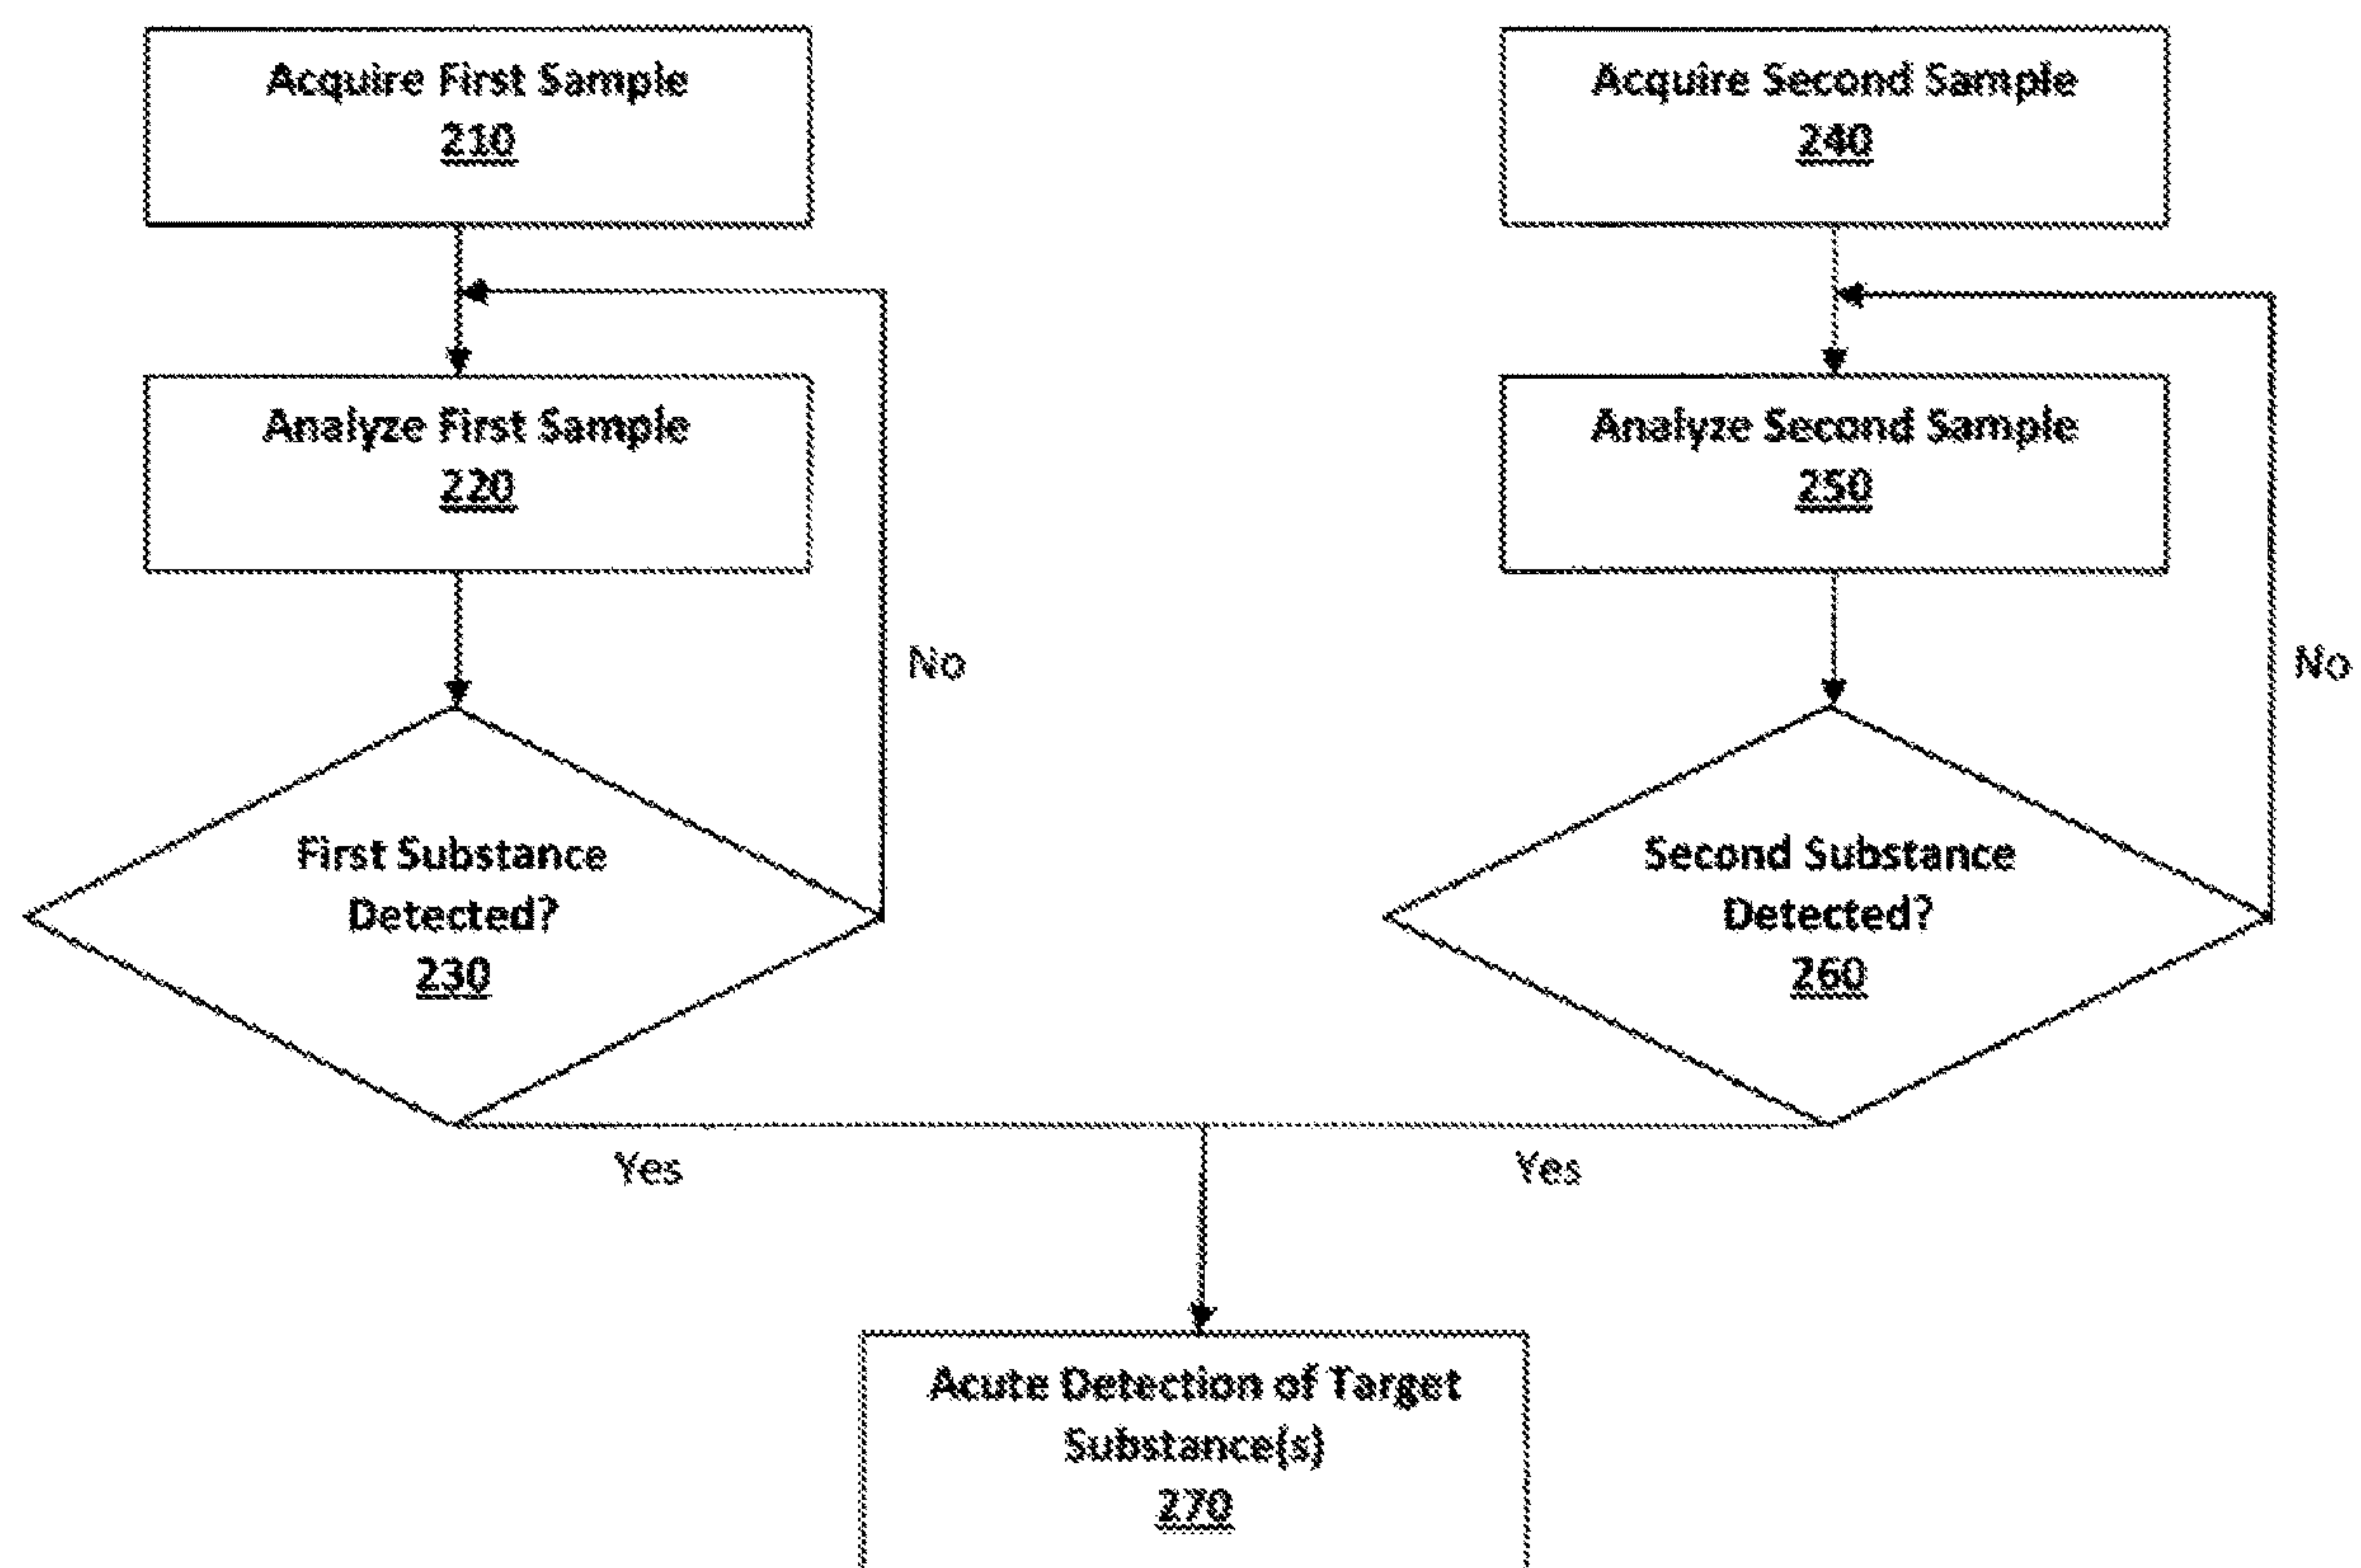 Acquire First Sample
210
Acquire Second Sample
240
Analyze First Sample
220
Analyze Second Sample
250
No
No
First Substance
Detected?
230
Second Substance
Detected?
260
Yes
Yes
Acute Detection of Target
Substance(s)
270